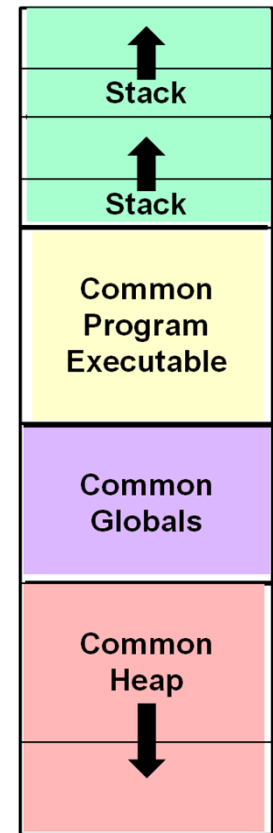 Stack
Stack
Common
Program
Executable
Common
Globals
Common
Heap